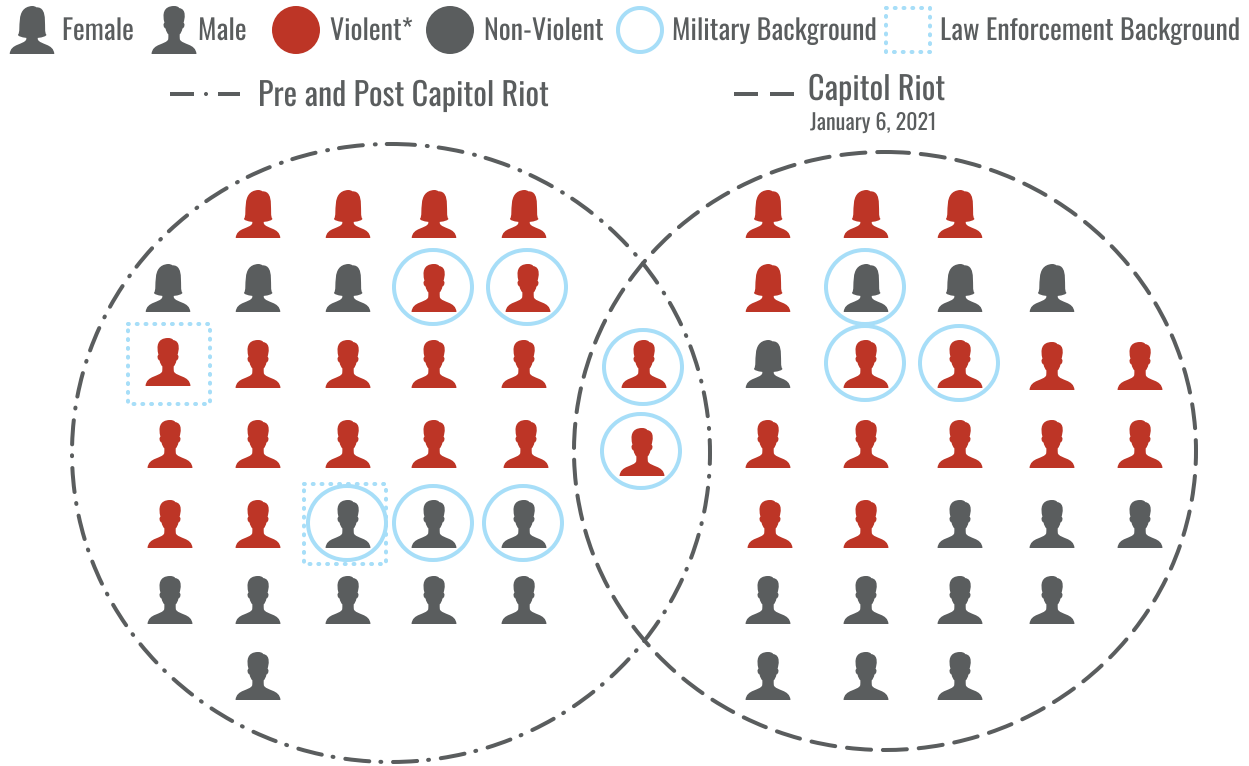 Female Male Violent* Non-Violent Military Background Law Enforcement Background
Pre and Post Capitol Riot
Capitol Riot
January 6, 2021